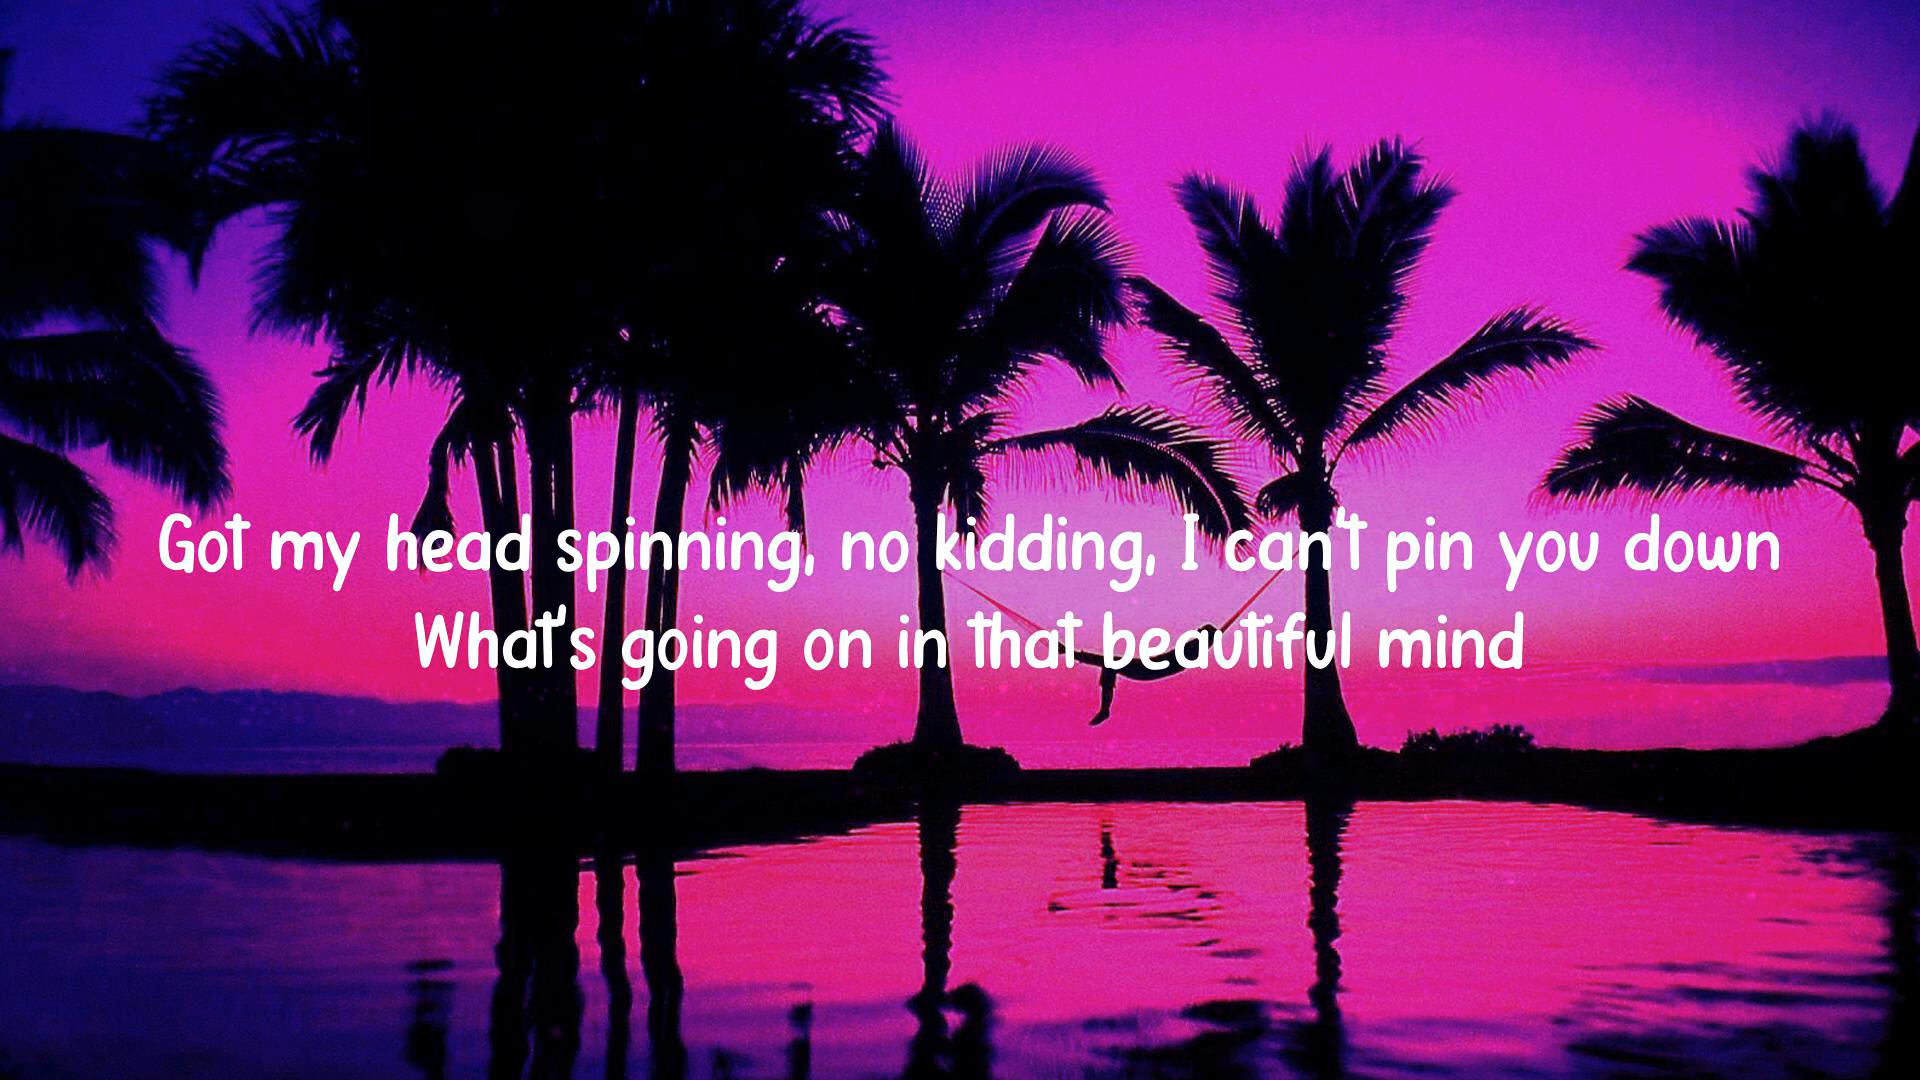 Got my head spinning, no kidding, I can't pin you down
What's going on in that beautiful mind